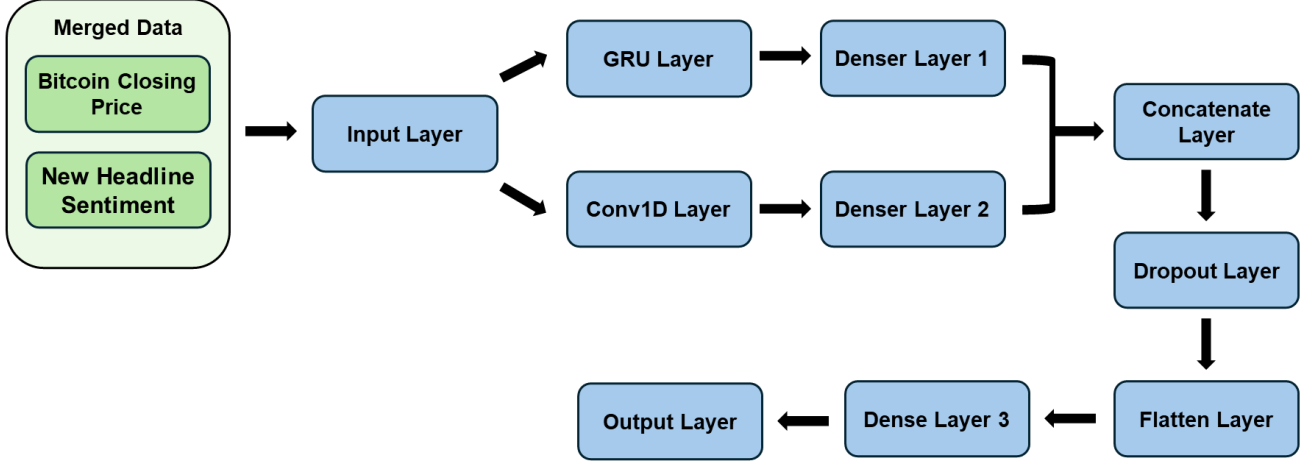 Merged Data
Bitcoin Closing
Price
New Headline
Sentiment
Input Layer
GRU Layer
Denser Layer 1
Conv1D Layer
Denser Layer 2
Concatenate
Layer
Dropout Layer
Flatten Layer
Dense Layer 3
Output Layer